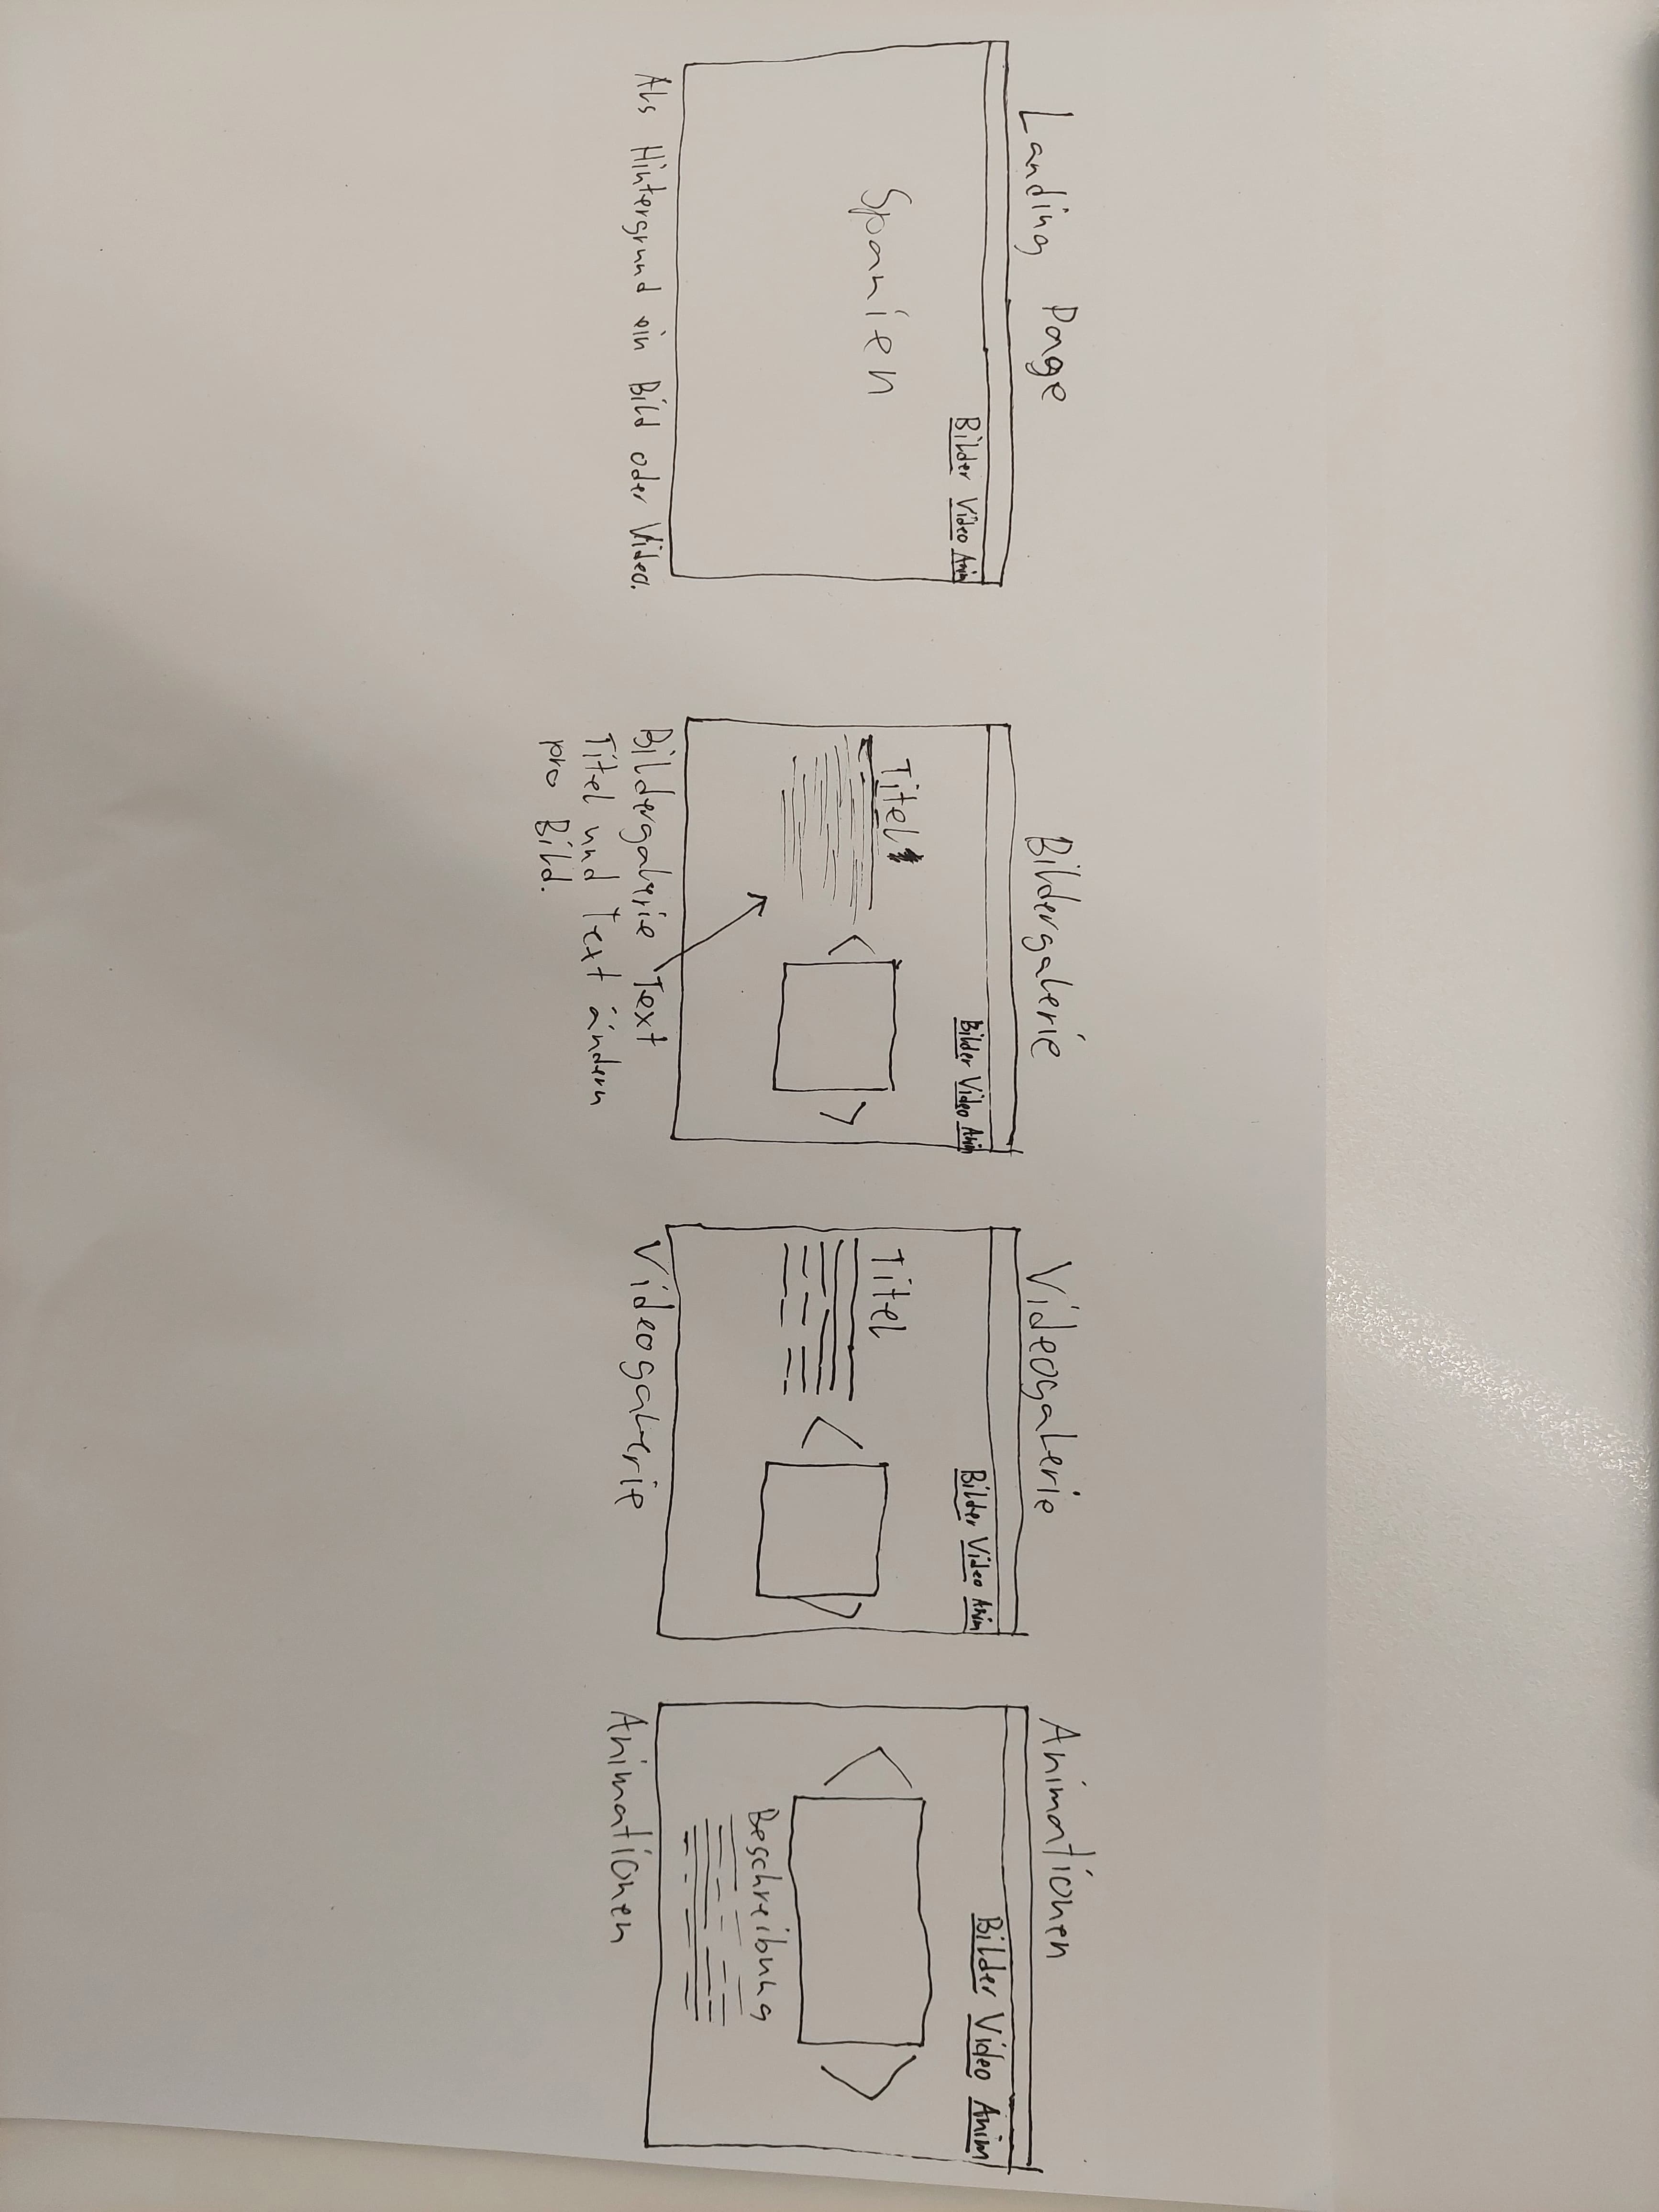 Landing Page
Bilder Video Anim
Spanien
Als Hintergrund ein Bild oder Video.
Bildergalerie
Bilder Video Anim
Titel
Text
Bildergalerie
Titel und Text ändern
pro Bild.
Videogalerie
Bilder Video Anim
Titel
Videogalerie
Animationen
Bilder Video Anim
Beschreibung
Animationen